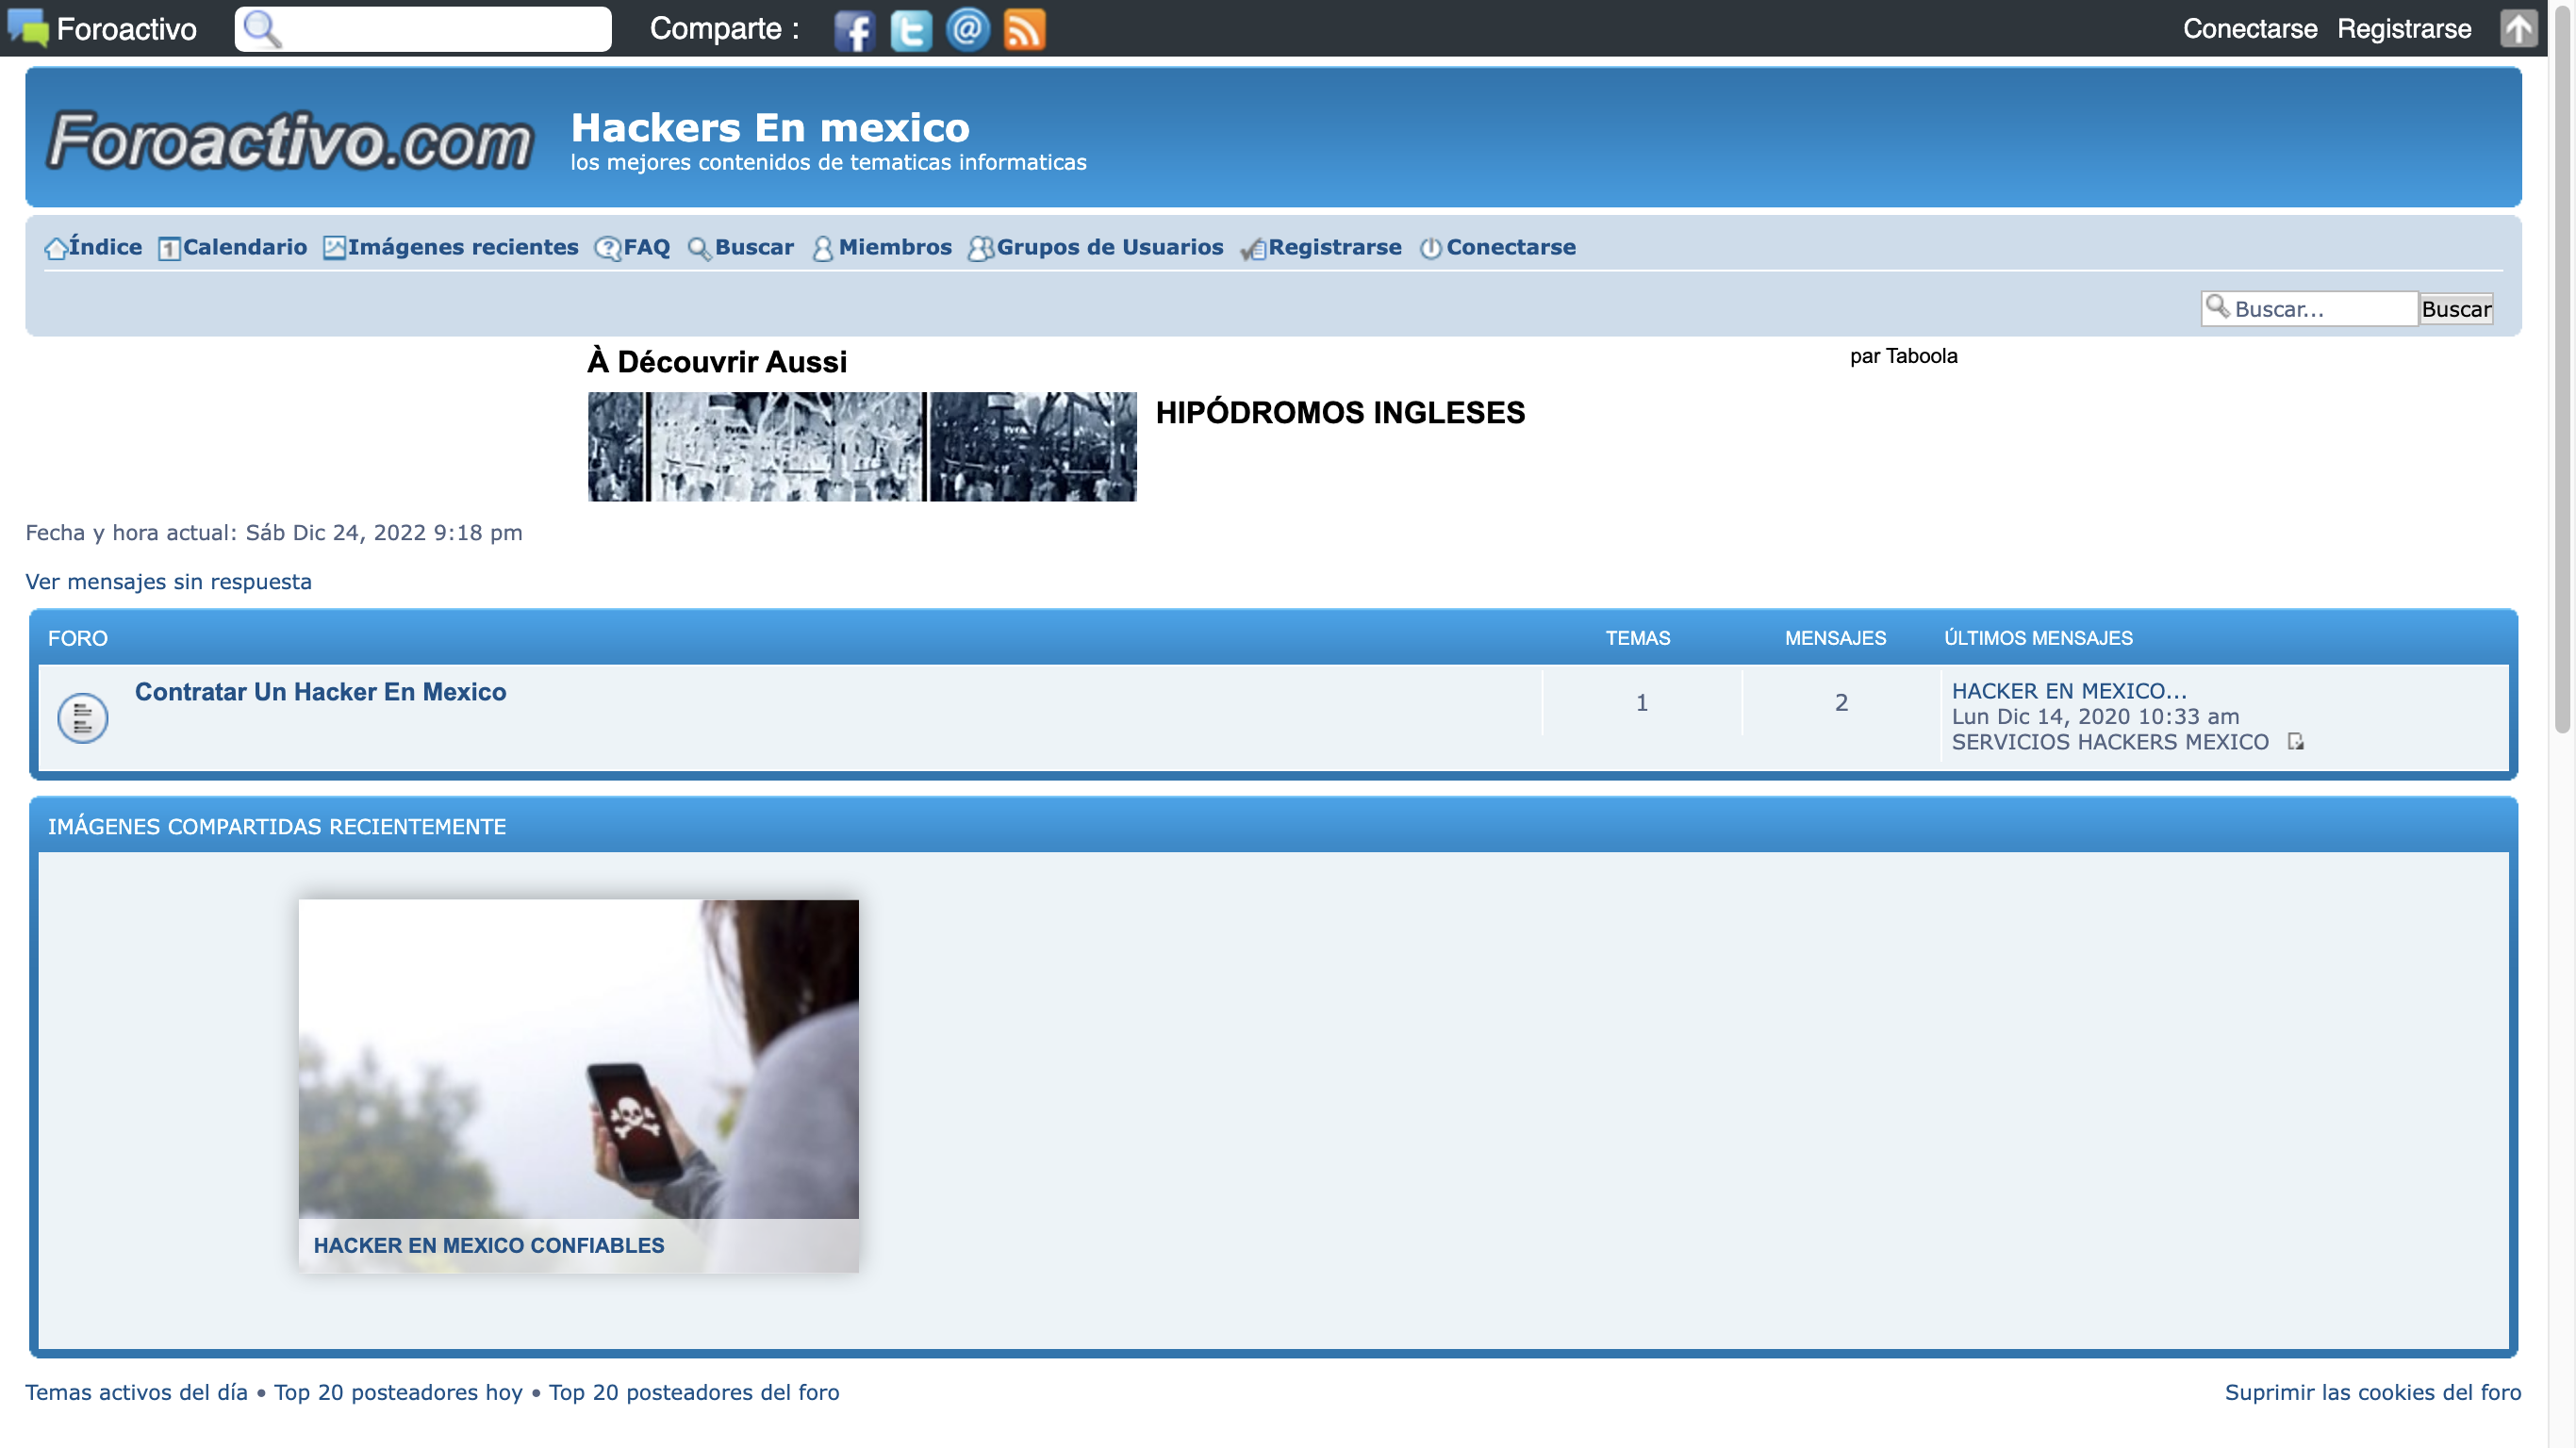 Foroactivo
Comparte :
Conectarse Registrarse
Foroactivo.com
Hackers En mexico
los mejores contenidos de tematicas informaticas
Índice Calendario Imágenes recientes FAQ Buscar Miembros Grupos de Usuarios Registrarse Conectarse
Buscar... Buscar
À Découvrir Aussi
par Taboola
HIPÓDROMOS INGLESES
Fecha y hora actual: Sáb Dic 24, 2022 9:18 pm
Ver mensajes sin respuesta
FORO TEMAS MENSAJES ÚLTIMOS MENSAJES
Contratar Un Hacker En Mexico
1
2
HACKER EN MEXICO...
Lun Dic 14, 2020 10:33 am
SERVICIOS HACKERS MEXICO
IMÁGENES COMPARTIDAS RECIENTEMENTE
HACKER EN MEXICO CONFIABLES
Temas activos del día • Top 20 posteadores hoy • Top 20 posteadores del foro
Suprimir las cookies del foro